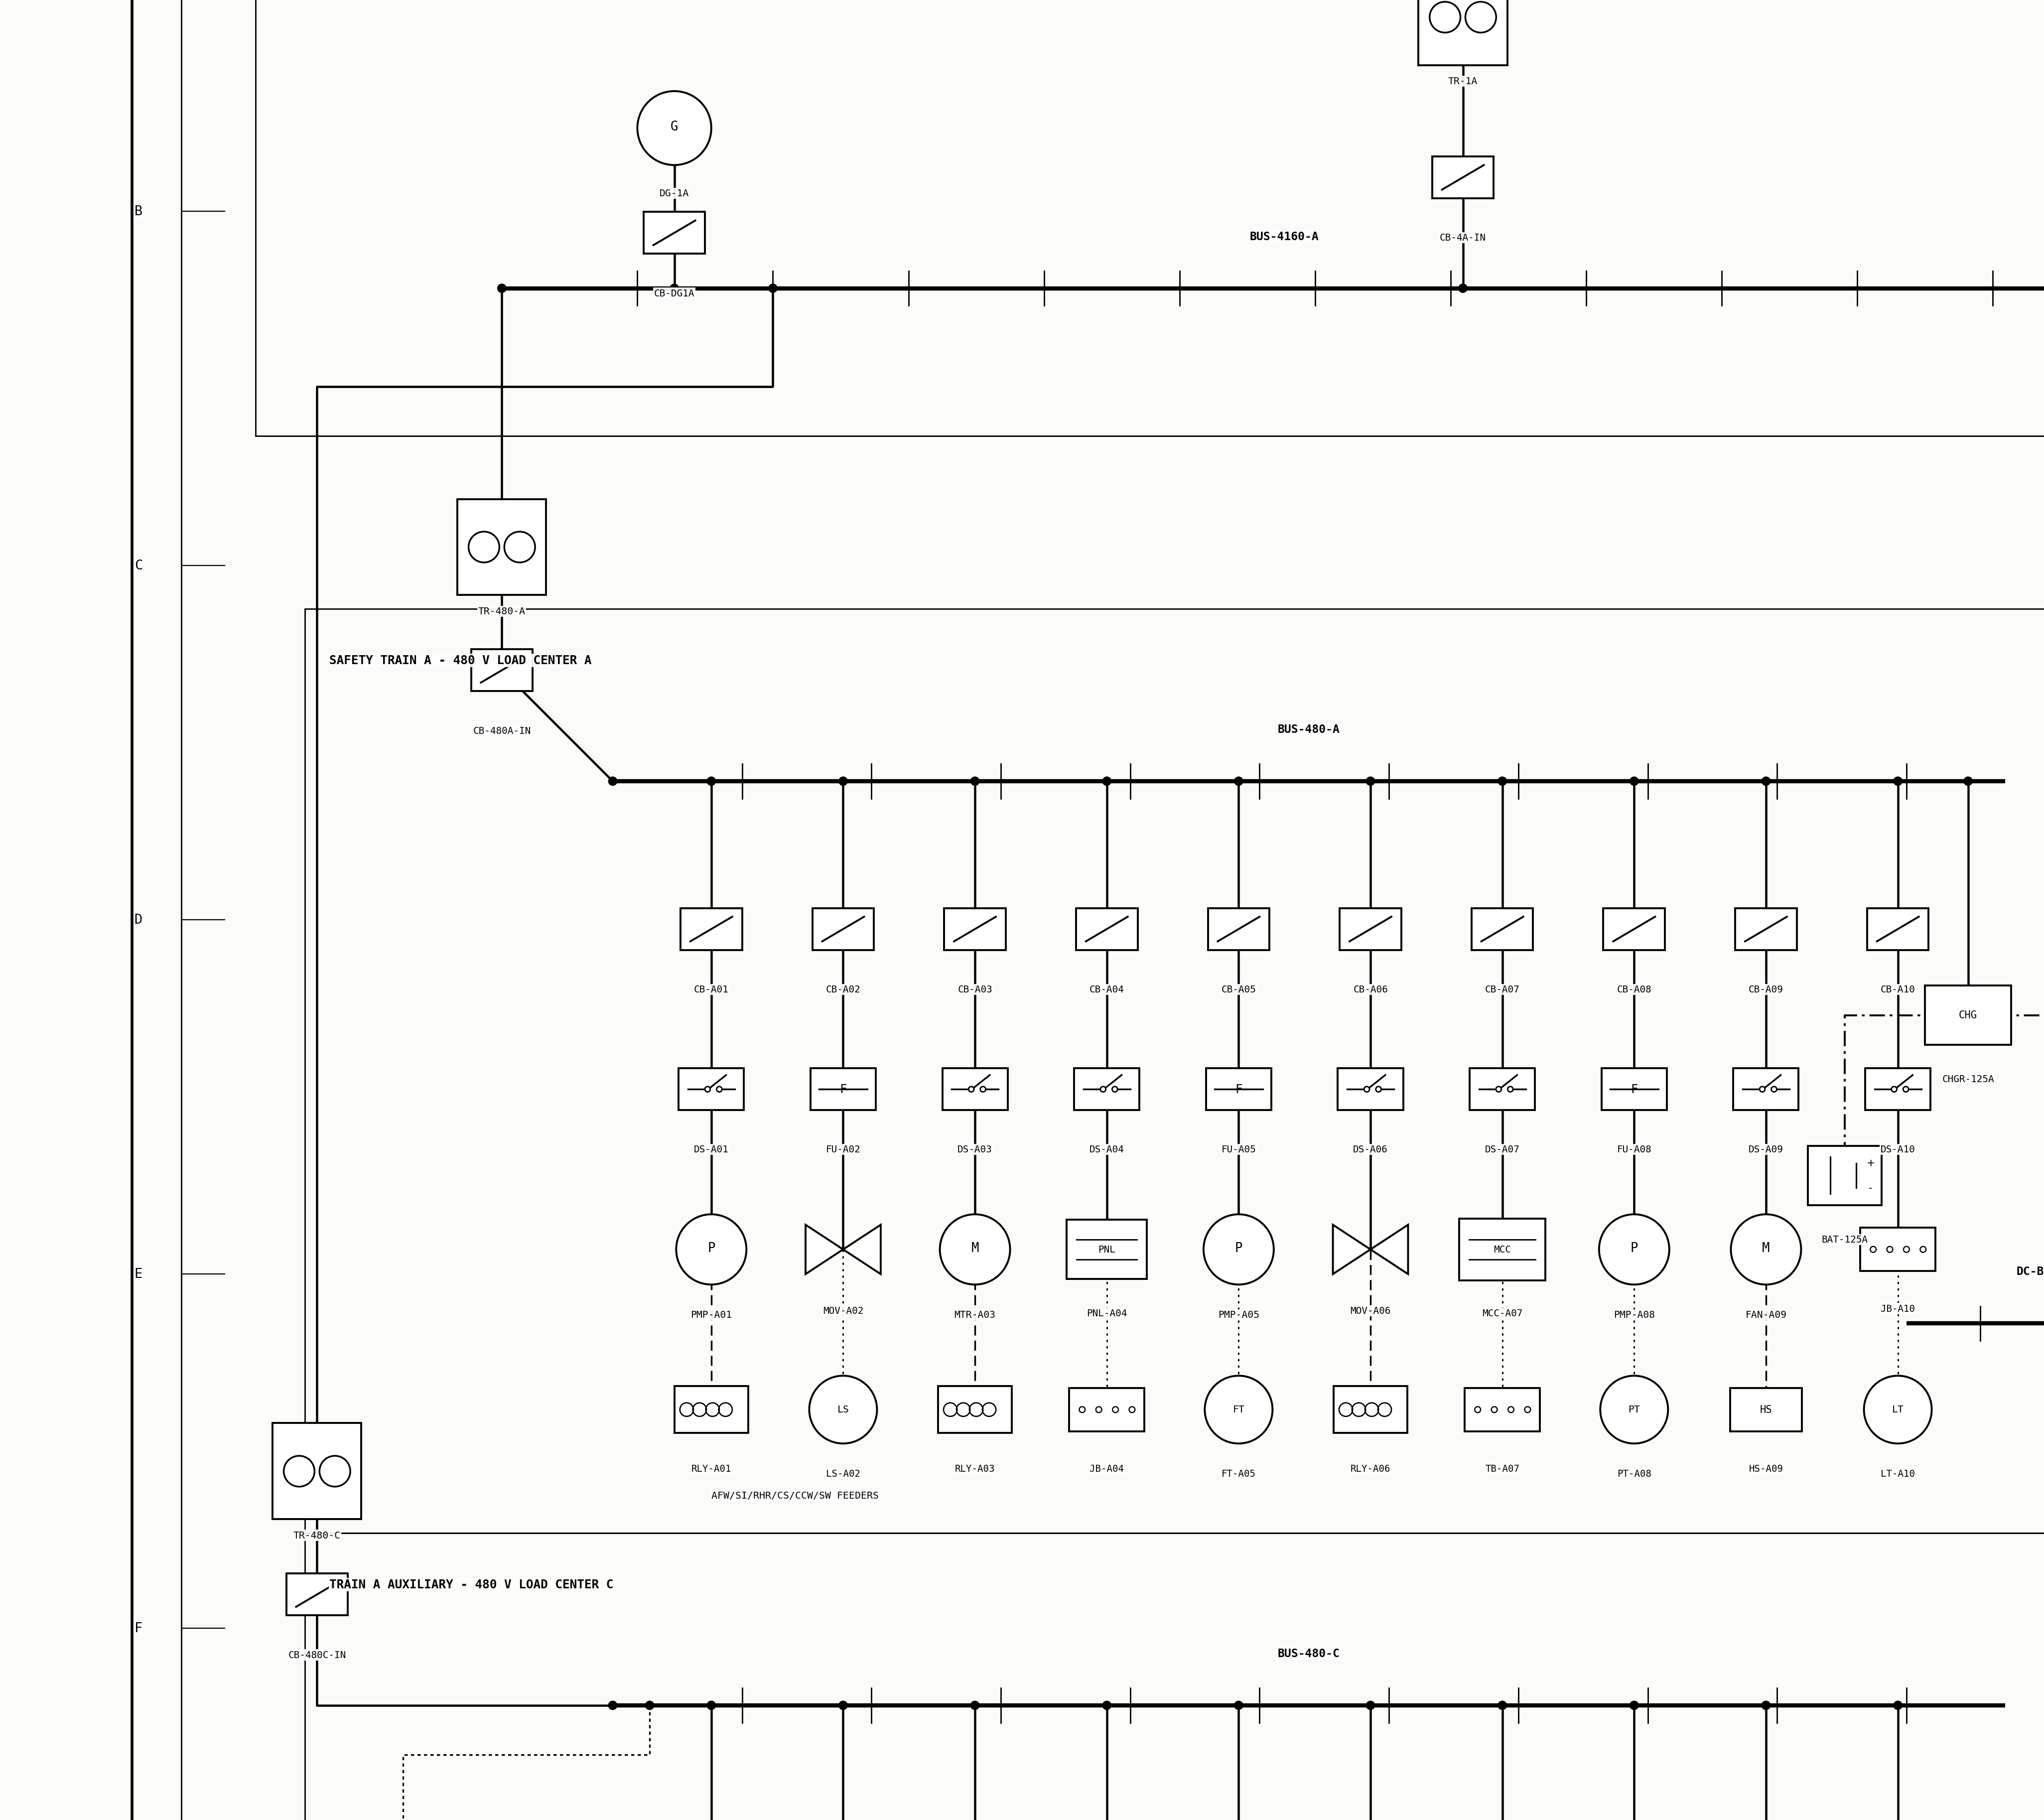 TR-1A
G
DG-1A
B
BUS-4160-A
CB-4A-IN
CB-DG1A
C
TR-480-A
SAFETY TRAIN A - 480 V LOAD CENTER A
CB-480A-IN
BUS-480-A
D
CB-A01 CB-A02 CB-A03 CB-A04 CB-A05 CB-A06 CB-A07 CB-A08 CB-A09 CB-A10
CHG
CHGR-125A
F F F
DS-A01 FU-A02 DS-A03 DS-A04 FU-A05 DS-A06 DS-A07 FU-A08 DS-A09 DS-A10
+
-
BAT-125A
P M PNL P MCC P M
E
DC-B
PMP-A01 MOV-A02 MTR-A03 PNL-A04 PMP-A05 MOV-A06 MCC-A07 PMP-A08 FAN-A09 JB-A10
LS FT PT HS LT
RLY-A01 LS-A02 RLY-A03 JB-A04 FT-A05 RLY-A06 TB-A07 PT-A08 HS-A09 LT-A10
AFW/SI/RHR/CS/CCW/SW FEEDERS
TR-480-C
TRAIN A AUXILIARY - 480 V LOAD CENTER C
F
CB-480C-IN
BUS-480-C